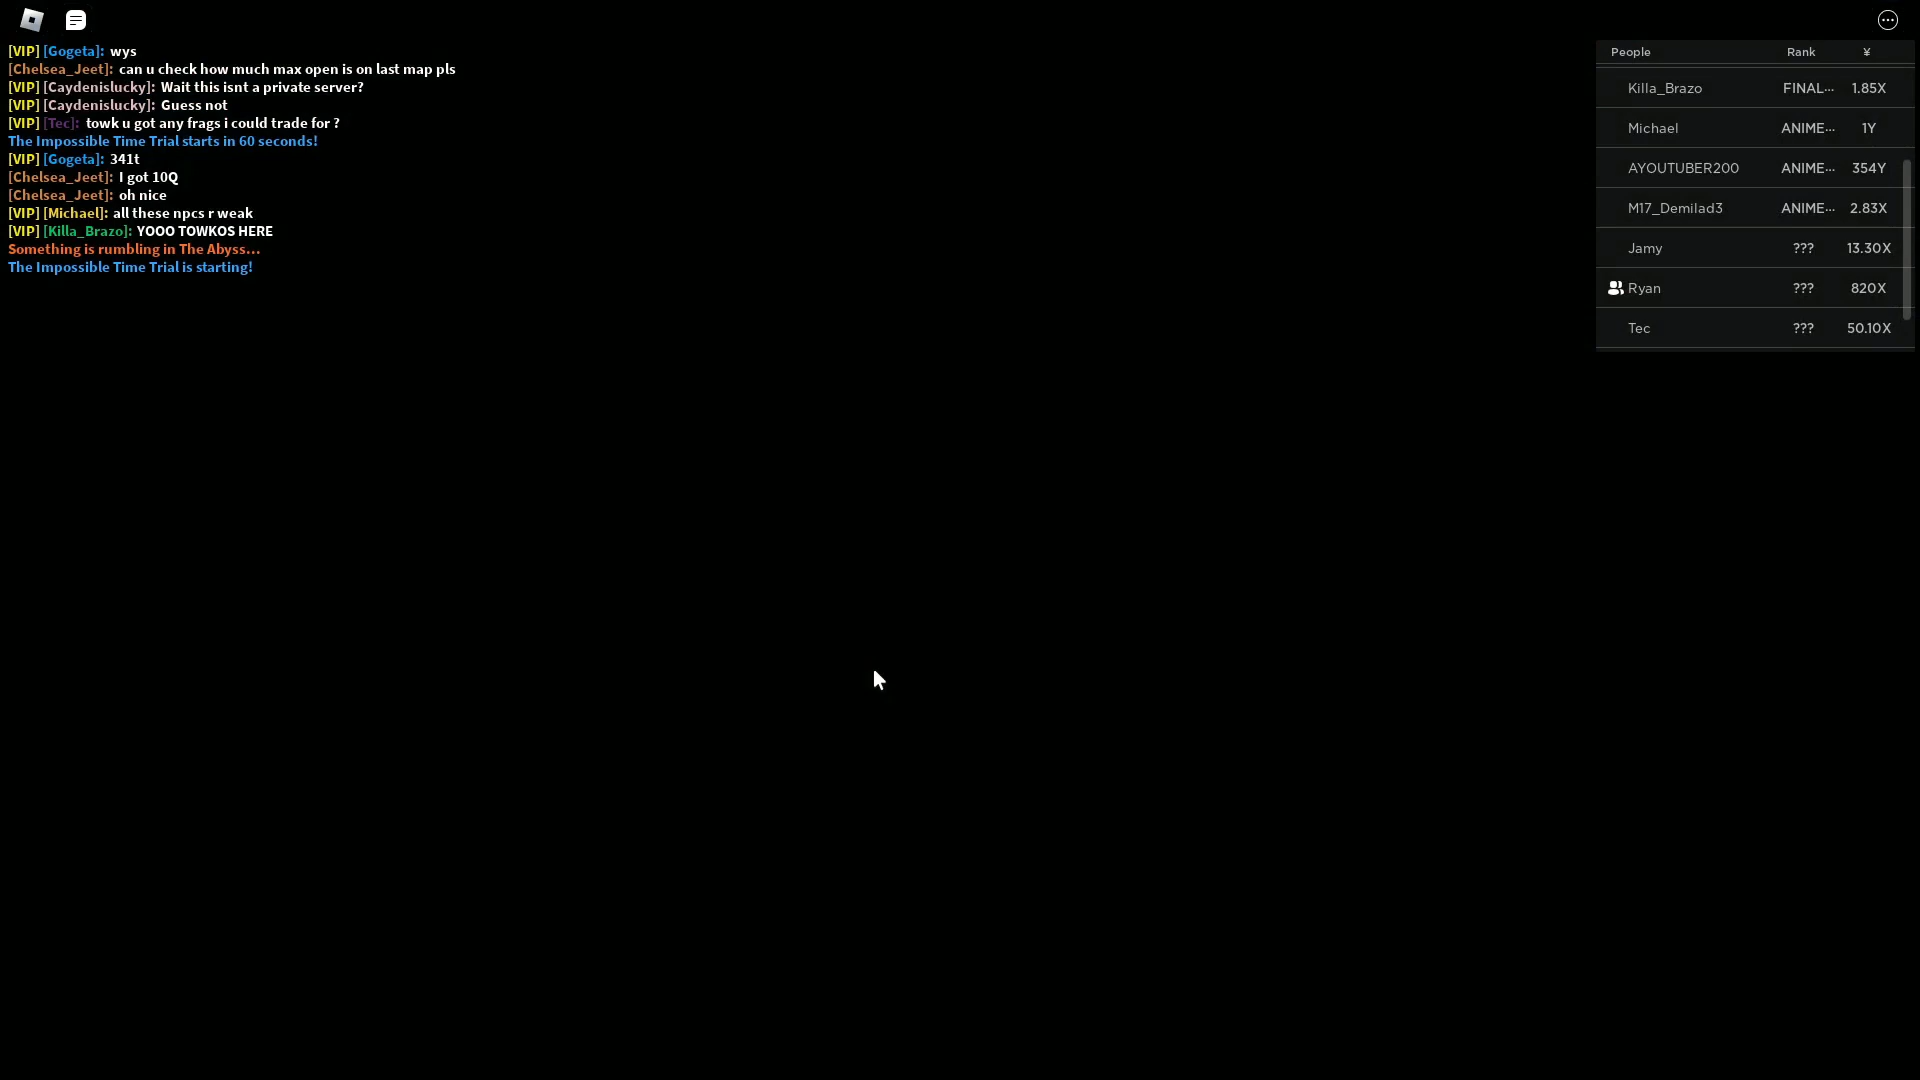 [VIP] [Gogeta]: wys
[Chelsea_Jeet]: can u check how much max open is on last map pls
[VIP] [Caydenislucky]: Wait this isnt a private server?
[VIP] [Caydenislucky]: Guess not
[VIP] [Tec]: towk u got any frags i could trade for ?
The Impossible Time Trial starts in 60 seconds!
[VIP] [Gogeta]: 341t
[Chelsea_Jeet]: I got 10Q
[Chelsea_Jeet]: oh nice
[VIP] [Michael]: all these npcs r weak
[VIP] [Killa_Brazo]: YOOO TOWKOS HERE
Something is rumbling in The Abyss...
The Impossible Time Trial is starting!
People Rank ¥
Killa_Brazo FINAL... 1.85X
Michael ANIME... 1Y
AYOUTUBER200 ANIME... 354Y
M17_Demilad3 ANIME... 2.83X
Jamy ??? 13.30X
Ryan ??? 820X
Tec ??? 50.10X